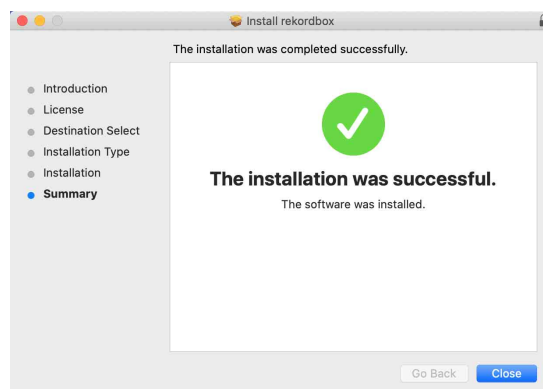 Install rekordbox
The installation was completed successfully.
Introduction
License
Destination Select
Installation Type
Installation
Summary
The installation was successful.
The software was installed.
Go Back
Close